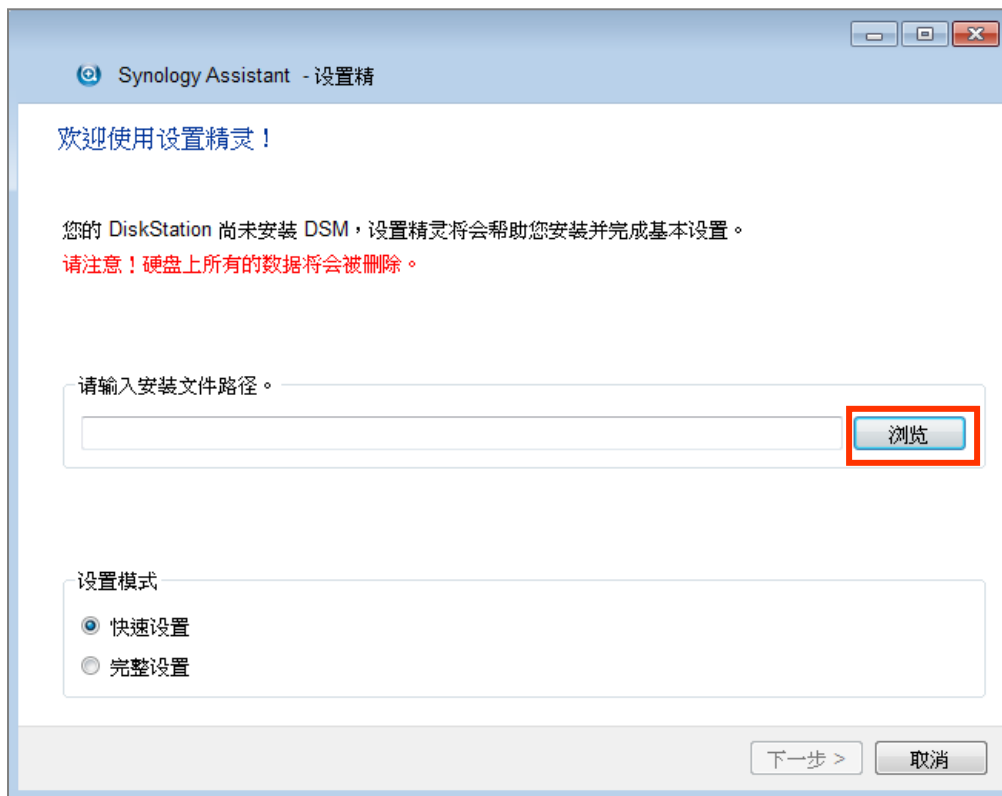 Synology Assistant - 设置精
欢迎使用设置精灵！
您的 DiskStation 尚未安装 DSM，设置精灵将会帮助您安装并完成基本设置。
请注意！硬盘上所有的数据将会被删除。
请输入安装文件路径。
浏览
设置模式
快速设置
完整设置
下一步 >
取消